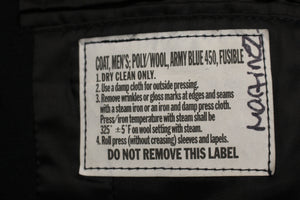 COAT, MEN'S; POLY/WOOL, ARMY BLUE 450, FUSIBLE
1. DRY CLEAN ONLY.
2. Use a damp cloth for outside pressing.
3. Remove wrinkles or gloss marks at edges and seams
with a steam iron or an iron and damp press cloth.
Press/iron temperature with steam shall be
325° ± 5°F on wool setting with steam.
4. Roll press (without creasing) sleeves and lapels.
DO NOT REMOVE THIS LABEL
MARTINEZ